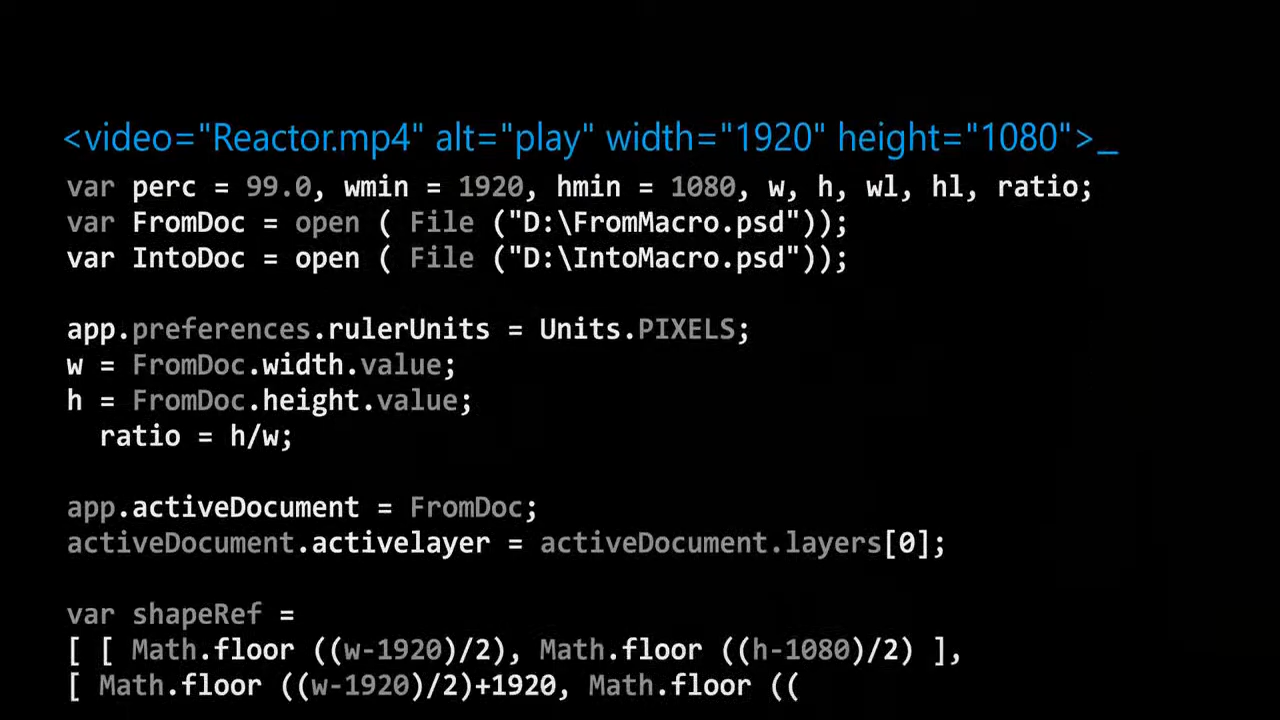 <video="Reactor.mp4" alt="play" width="1920" height="1080">_
var perc = 99.0, wmin = 1920, hmin = 1080, w, h, wl, hl, ratio;
var FromDoc = open ( File ("D:\FromMacro.psd"));
var IntoDoc = open ( File ("D:\IntoMacro.psd"));
app.preferences.rulerUnits = Units.PIXELS;
w = FromDoc.width.value;
h = FromDoc.height.value;
ratio = h/w;
app.activeDocument = FromDoc;
activeDocument.activelayer = activeDocument.layers[0];
var shapeRef =
[ [ Math.floor ((w-1920)/2), Math.floor ((h-1080)/2) ],
[ Math.floor ((w-1920)/2)+1920, Math.floor ((